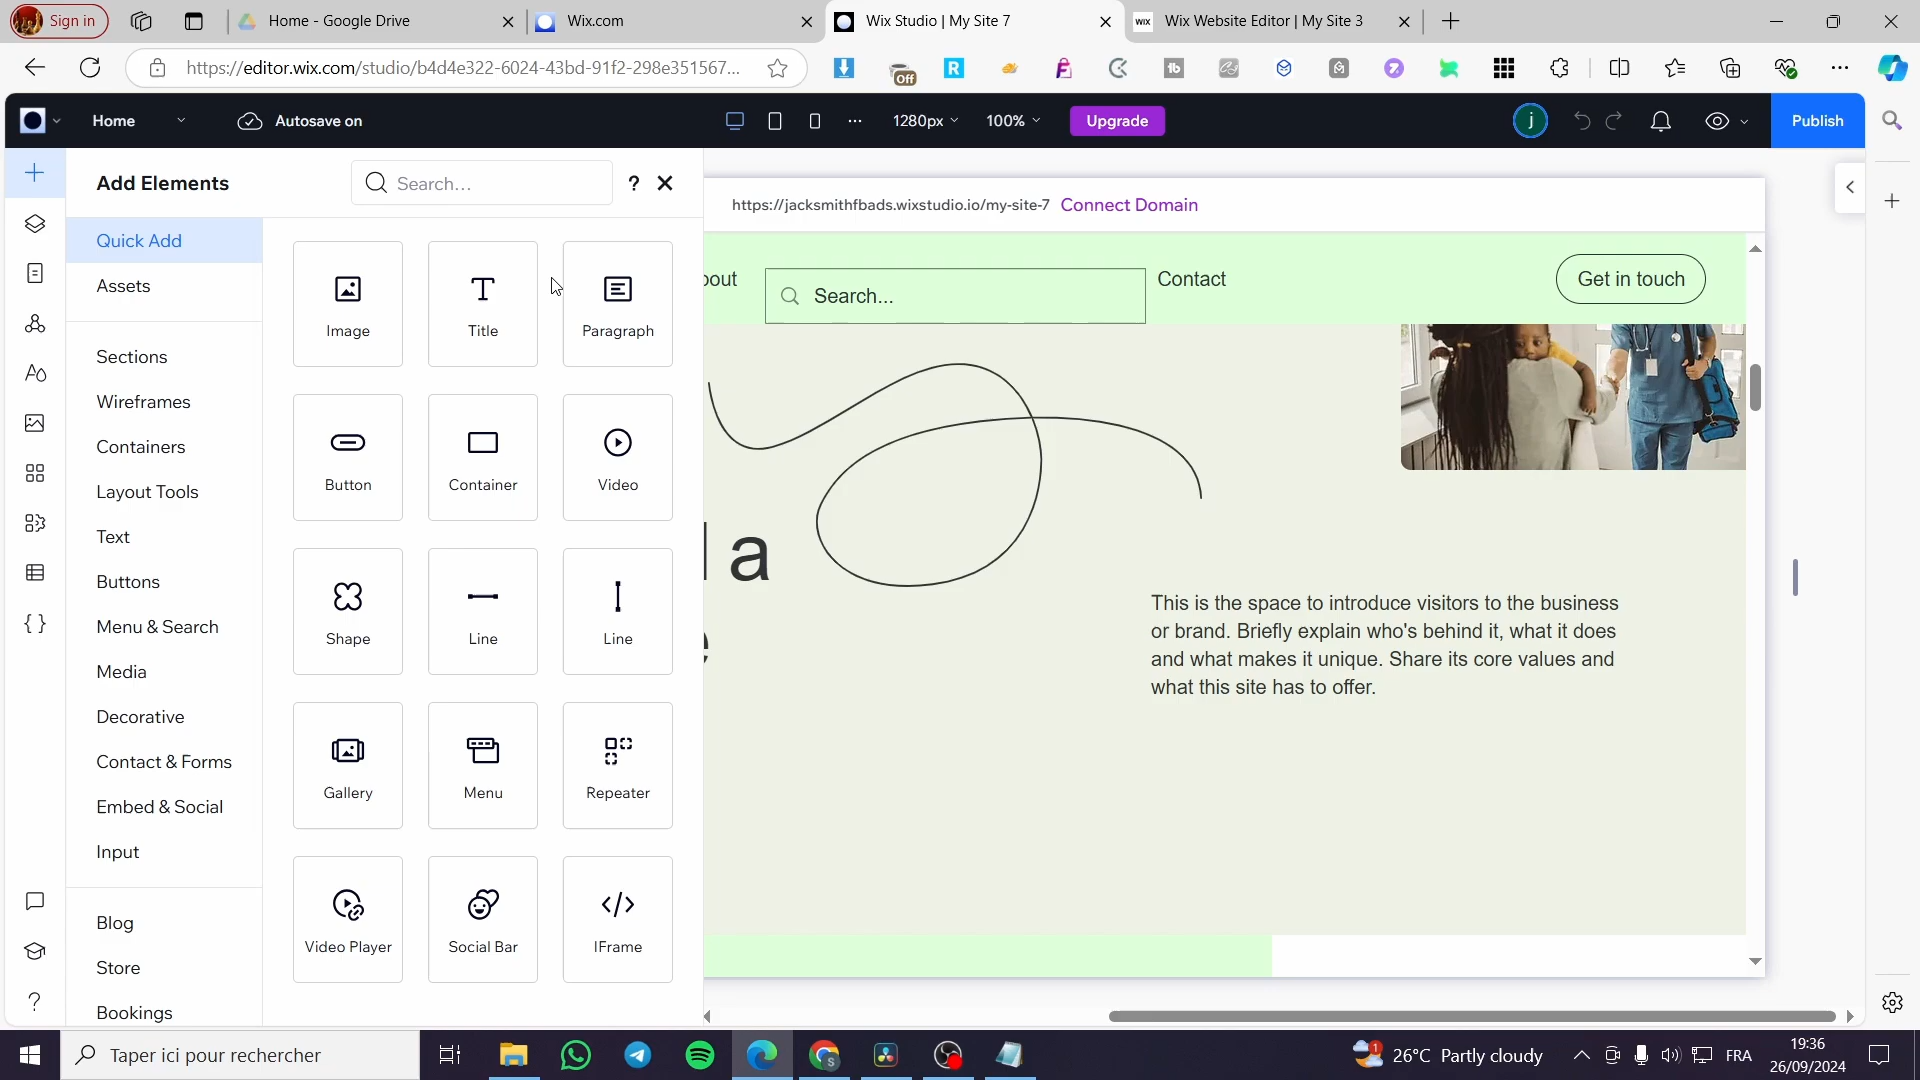 Sign in
Home - Google Drive
Wix.com
Wix Studio | My Site 7
WIX
Wix Website Editor | My Site 3
https://editor.wix.com/studio/b4d4e322-6024-43bd-91f2-298e351567...
Off
R
tb
Home
Autosave on
1280px
100%
Upgrade
j
Publish
Add Elements
Search...
?
https://jacksmithfbads.wixstudio.io/my-site-7 Connect Domain
Quick Add
Assets
Sections
Wireframes
Containers
Layout Tools
Text
Buttons
Menu & Search
Media
Decorative
Contact & Forms
Embed & Social
Input
Blog
Store
Bookings
Image
Title
Paragraph
Button
Container
Video
Shape
Line
Line
Gallery
Menu
Repeater
Video Player
Social Bar
IFrame
out
Search...
Contact
Get in touch
a
This is the space to introduce visitors to the business
or brand. Briefly explain who's behind it, what it does
and what makes it unique. Share its core values and
what this site has to offer.
Taper ici pour rechercher
26°C Partly cloudy
FRA
19:36
26/09/2024